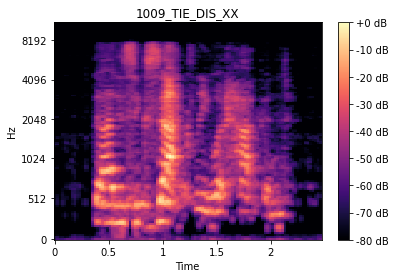 1009_TIE_DIS_XX
+0 dB
8192
-10 dB
4096
-20 dB
-30 dB
2048
Hz
-40 dB
1024
-50 dB
512
-60 dB
-70 dB
0
-80 dB
0 0.5 1 1.5 2
Time